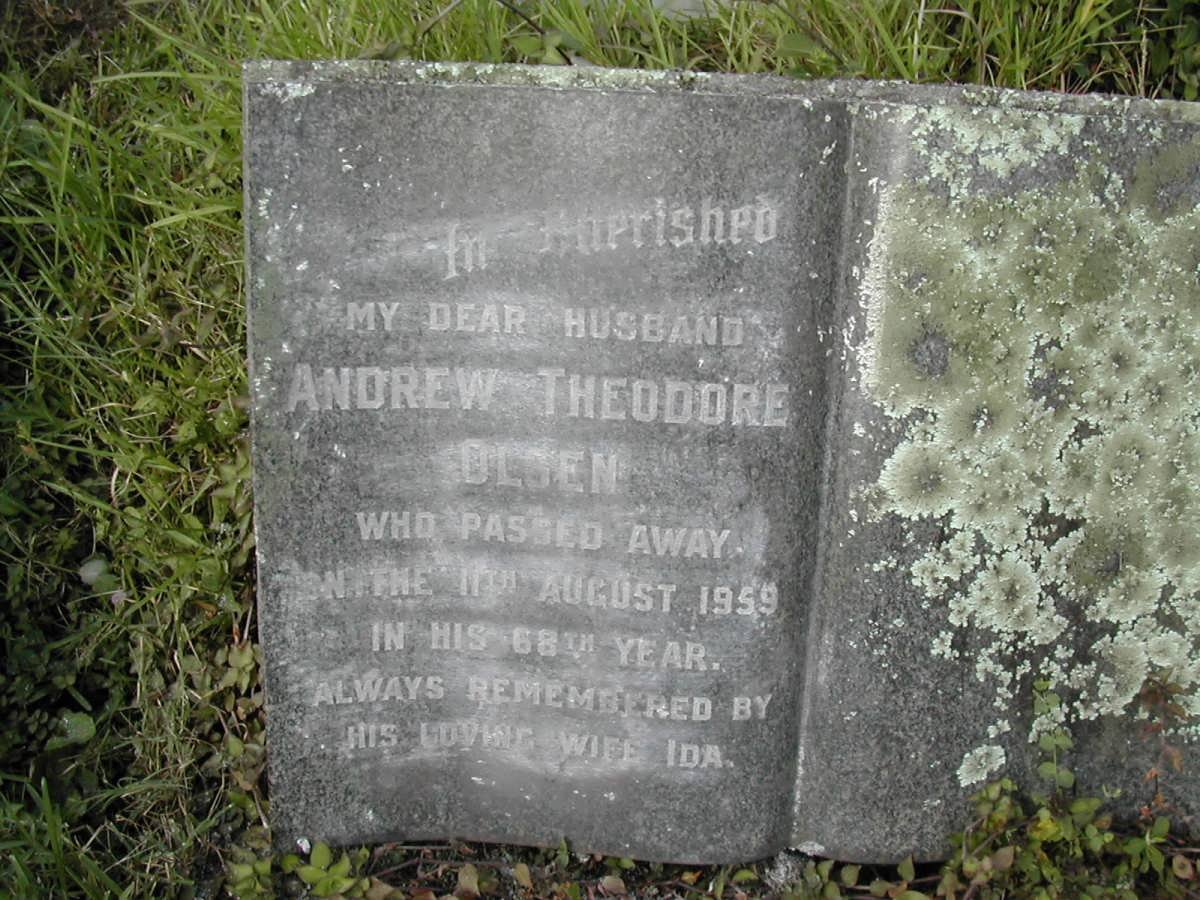 In Cherished
MY DEAR HUSBAND
ANDREW THEODORE
OLSEN
WHO PASSED AWAY.
ON THE 11TH AUGUST 1959
IN HIS 68TH YEAR.
ALWAYS REMEMBERED BY
HIS LOVING WIFE IDA.